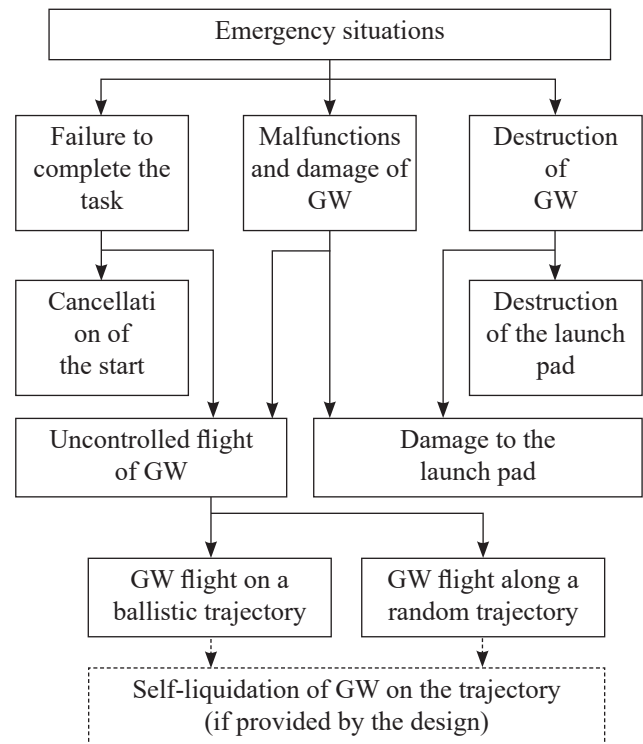 Emergency situations
Failure to
complete the
task
Malfunctions
and damage of
GW
Destruction
of
GW
Cancellati
on of
the start
Destruction
of the launch
pad
Uncontrolled flight
of GW
Damage to the
launch pad
GW flight on a
ballistic trajectory
GW flight along a
random trajectory
Self-liquidation of GW on the trajectory
(if provided by the design)